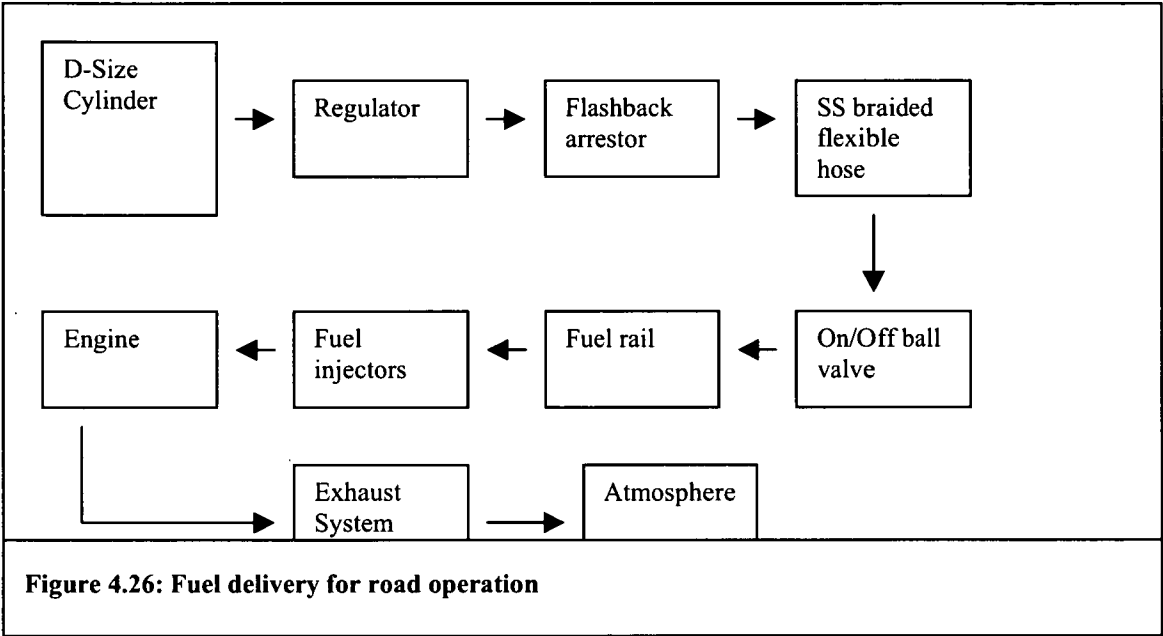 D-Size
Cylinder
Regulator
Flashback
arrestor
SS braided
flexible
hose
Engine
Fuel
injectors
Fuel rail
On/Off ball
valve
Exhaust
System
Atmosphere
Figure 4.26: Fuel delivery for road operation